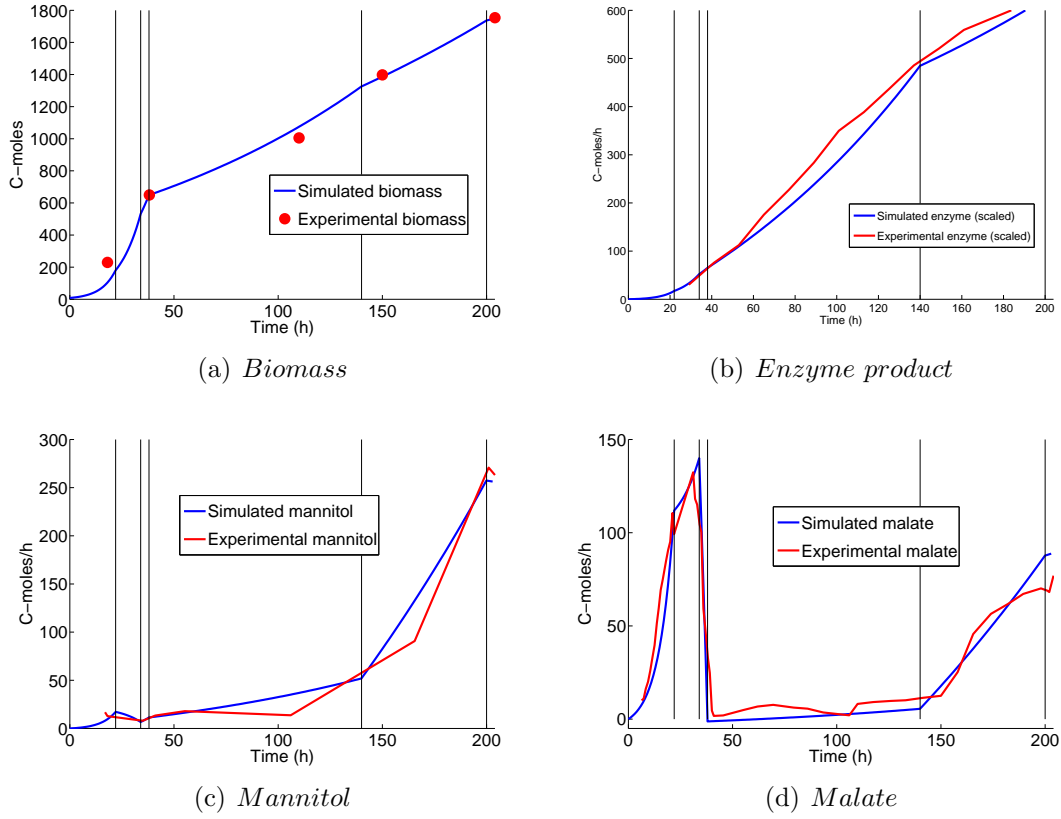 1800
1600
1400
1200
1000
800
600
400
200
0
C−moles
Simulated biomass
Experimental biomass
0 50 100 150 200
Time (h)
(a) Biomass
600
500
400
300
200
100
0
C−moles/h
Simulated enzyme (scaled)
Experimental enzyme (scaled)
0 20 40 60 80 100 120 140 160 180 200
Time (h)
(b) Enzyme product
300
250
200
150
100
50
0
C−moles/h
Simulated mannitol
Experimental mannitol
0 50 100 150 200
Time (h)
(c) Mannitol
150
100
50
0
C−moles/h
Simulated malate
Experimental malate
0 50 100 150 200
Time (h)
(d) Malate